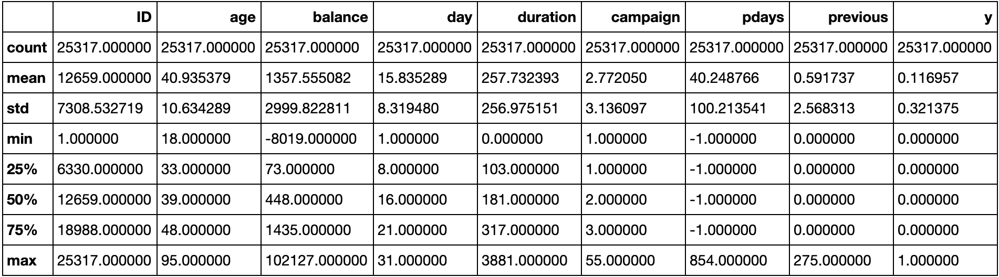 ID age balance day duration campaign pdays previous y
count 25317.000000 25317.000000 25317.000000 25317.000000 25317.000000 25317.000000 25317.000000 25317.000000 25317.000000
mean 12659.000000 40.935379 1357.555082 15.835289 257.732393 2.772050 40.248766 0.591737 0.116957
std 7308.532719 10.634289 2999.822811 8.319480 256.975151 3.136097 100.213541 2.568313 0.321375
min 1.000000 18.000000 -8019.000000 1.000000 0.000000 1.000000 -1.000000 0.000000 0.000000
25% 6330.000000 33.000000 73.000000 8.000000 103.000000 1.000000 -1.000000 0.000000 0.000000
50% 12659.000000 39.000000 448.000000 16.000000 181.000000 2.000000 -1.000000 0.000000 0.000000
75% 18988.000000 48.000000 1435.000000 21.000000 317.000000 3.000000 -1.000000 0.000000 0.000000
max 25317.000000 95.000000 102127.000000 31.000000 3881.000000 55.000000 854.000000 275.000000 1.000000